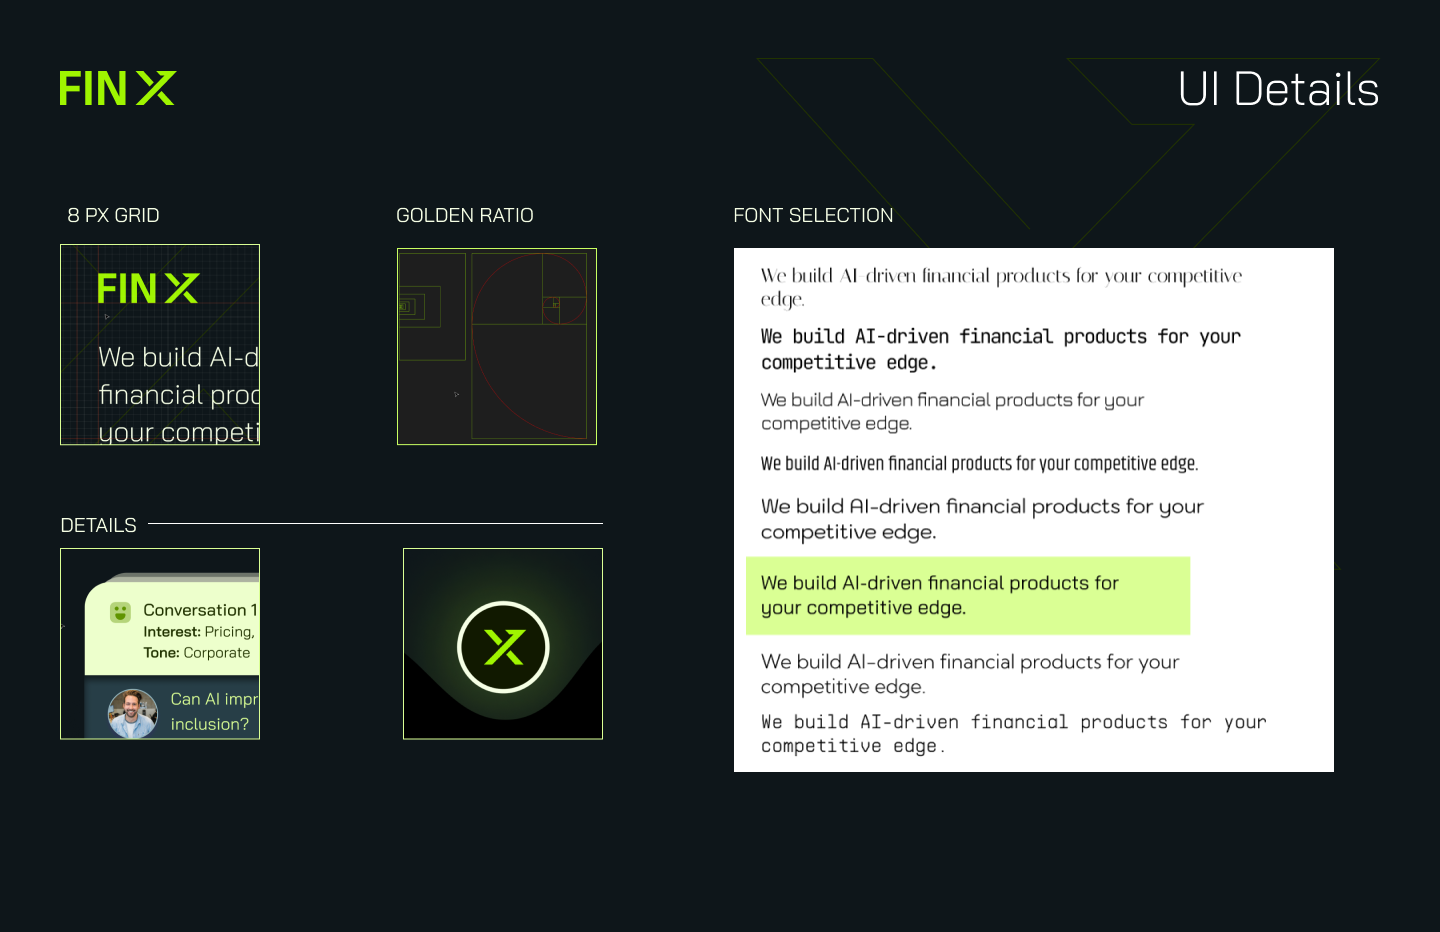 FIN X
UI Details
8 PX GRID
GOLDEN RATIO
FONT SELECTION
FIN X
We build AI-d
financial prod
your competi
We build AI-driven financial products for your competitive
edge.
We build AI-driven financial products for your
competitive edge.
We build AI-driven financial products for your
competitive edge.
We build AI-driven financial products for your competitive edge.
We build AI-driven financial products for your
competitive edge.
We build AI-driven financial products for
your competitive edge.
We build AI-driven financial products for your
competitive edge.
We build AI-driven financial products for your
competitive edge.
DETAILS
Conversation 1
Interest: Pricing,
Tone: Corporate
Can AI impr
inclusion?
X